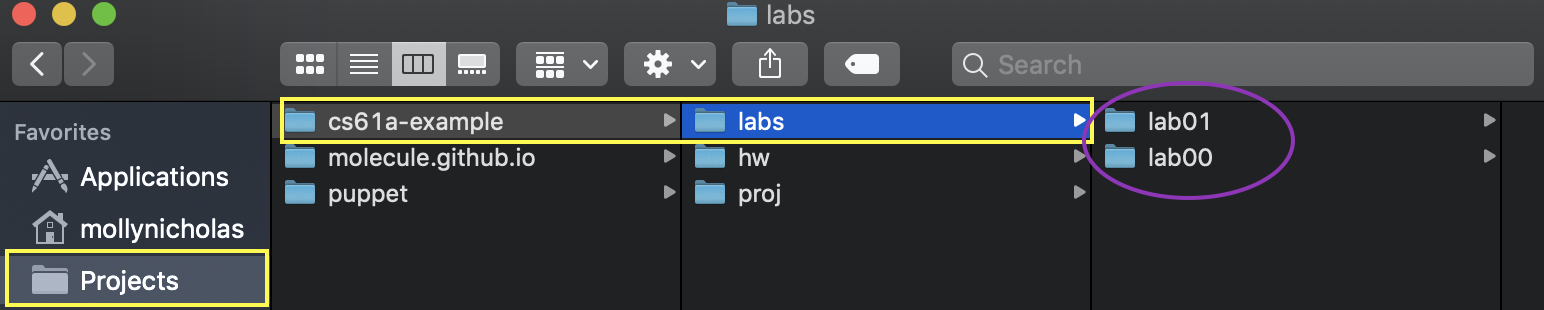 labs
Search
Favorites
Applications
mollynicholas
Projects
cs61a-example
molecule.github.io
puppet
labs
hw
proj
lab01
lab00